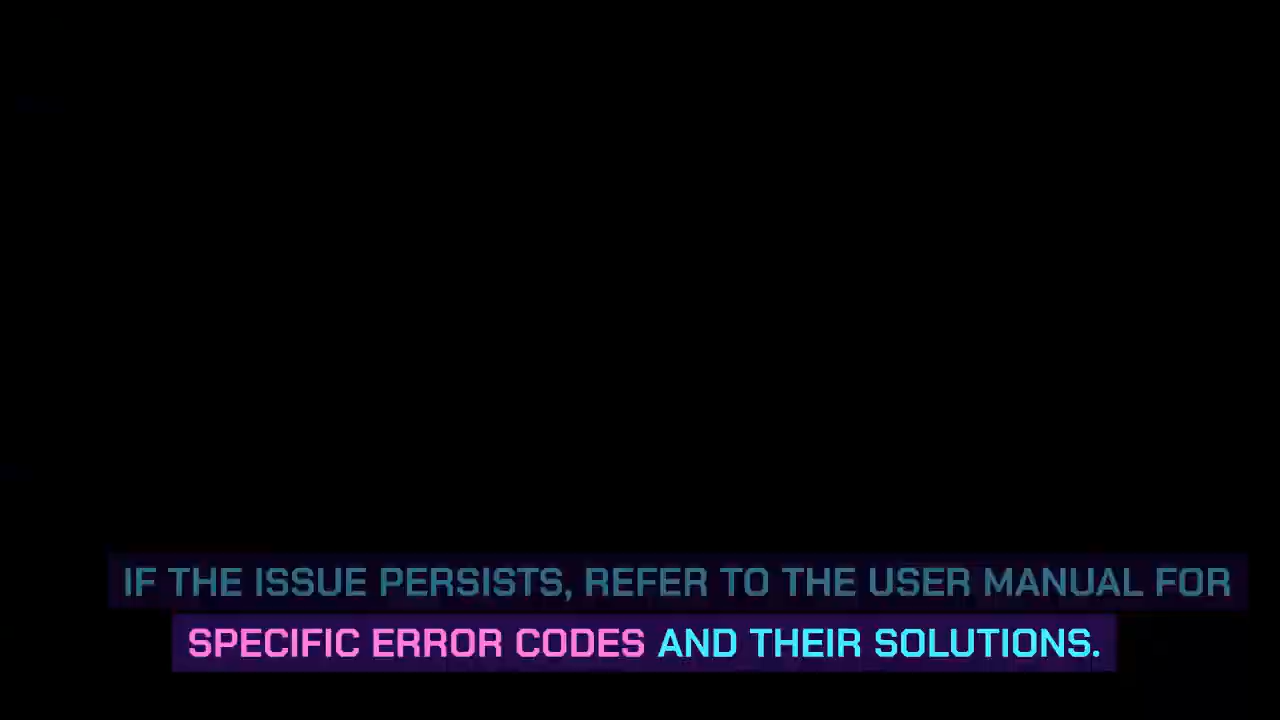 IF THE ISSUE PERSISTS, REFER TO THE USER MANUAL FOR
SPECIFIC ERROR CODES AND THEIR SOLUTIONS.